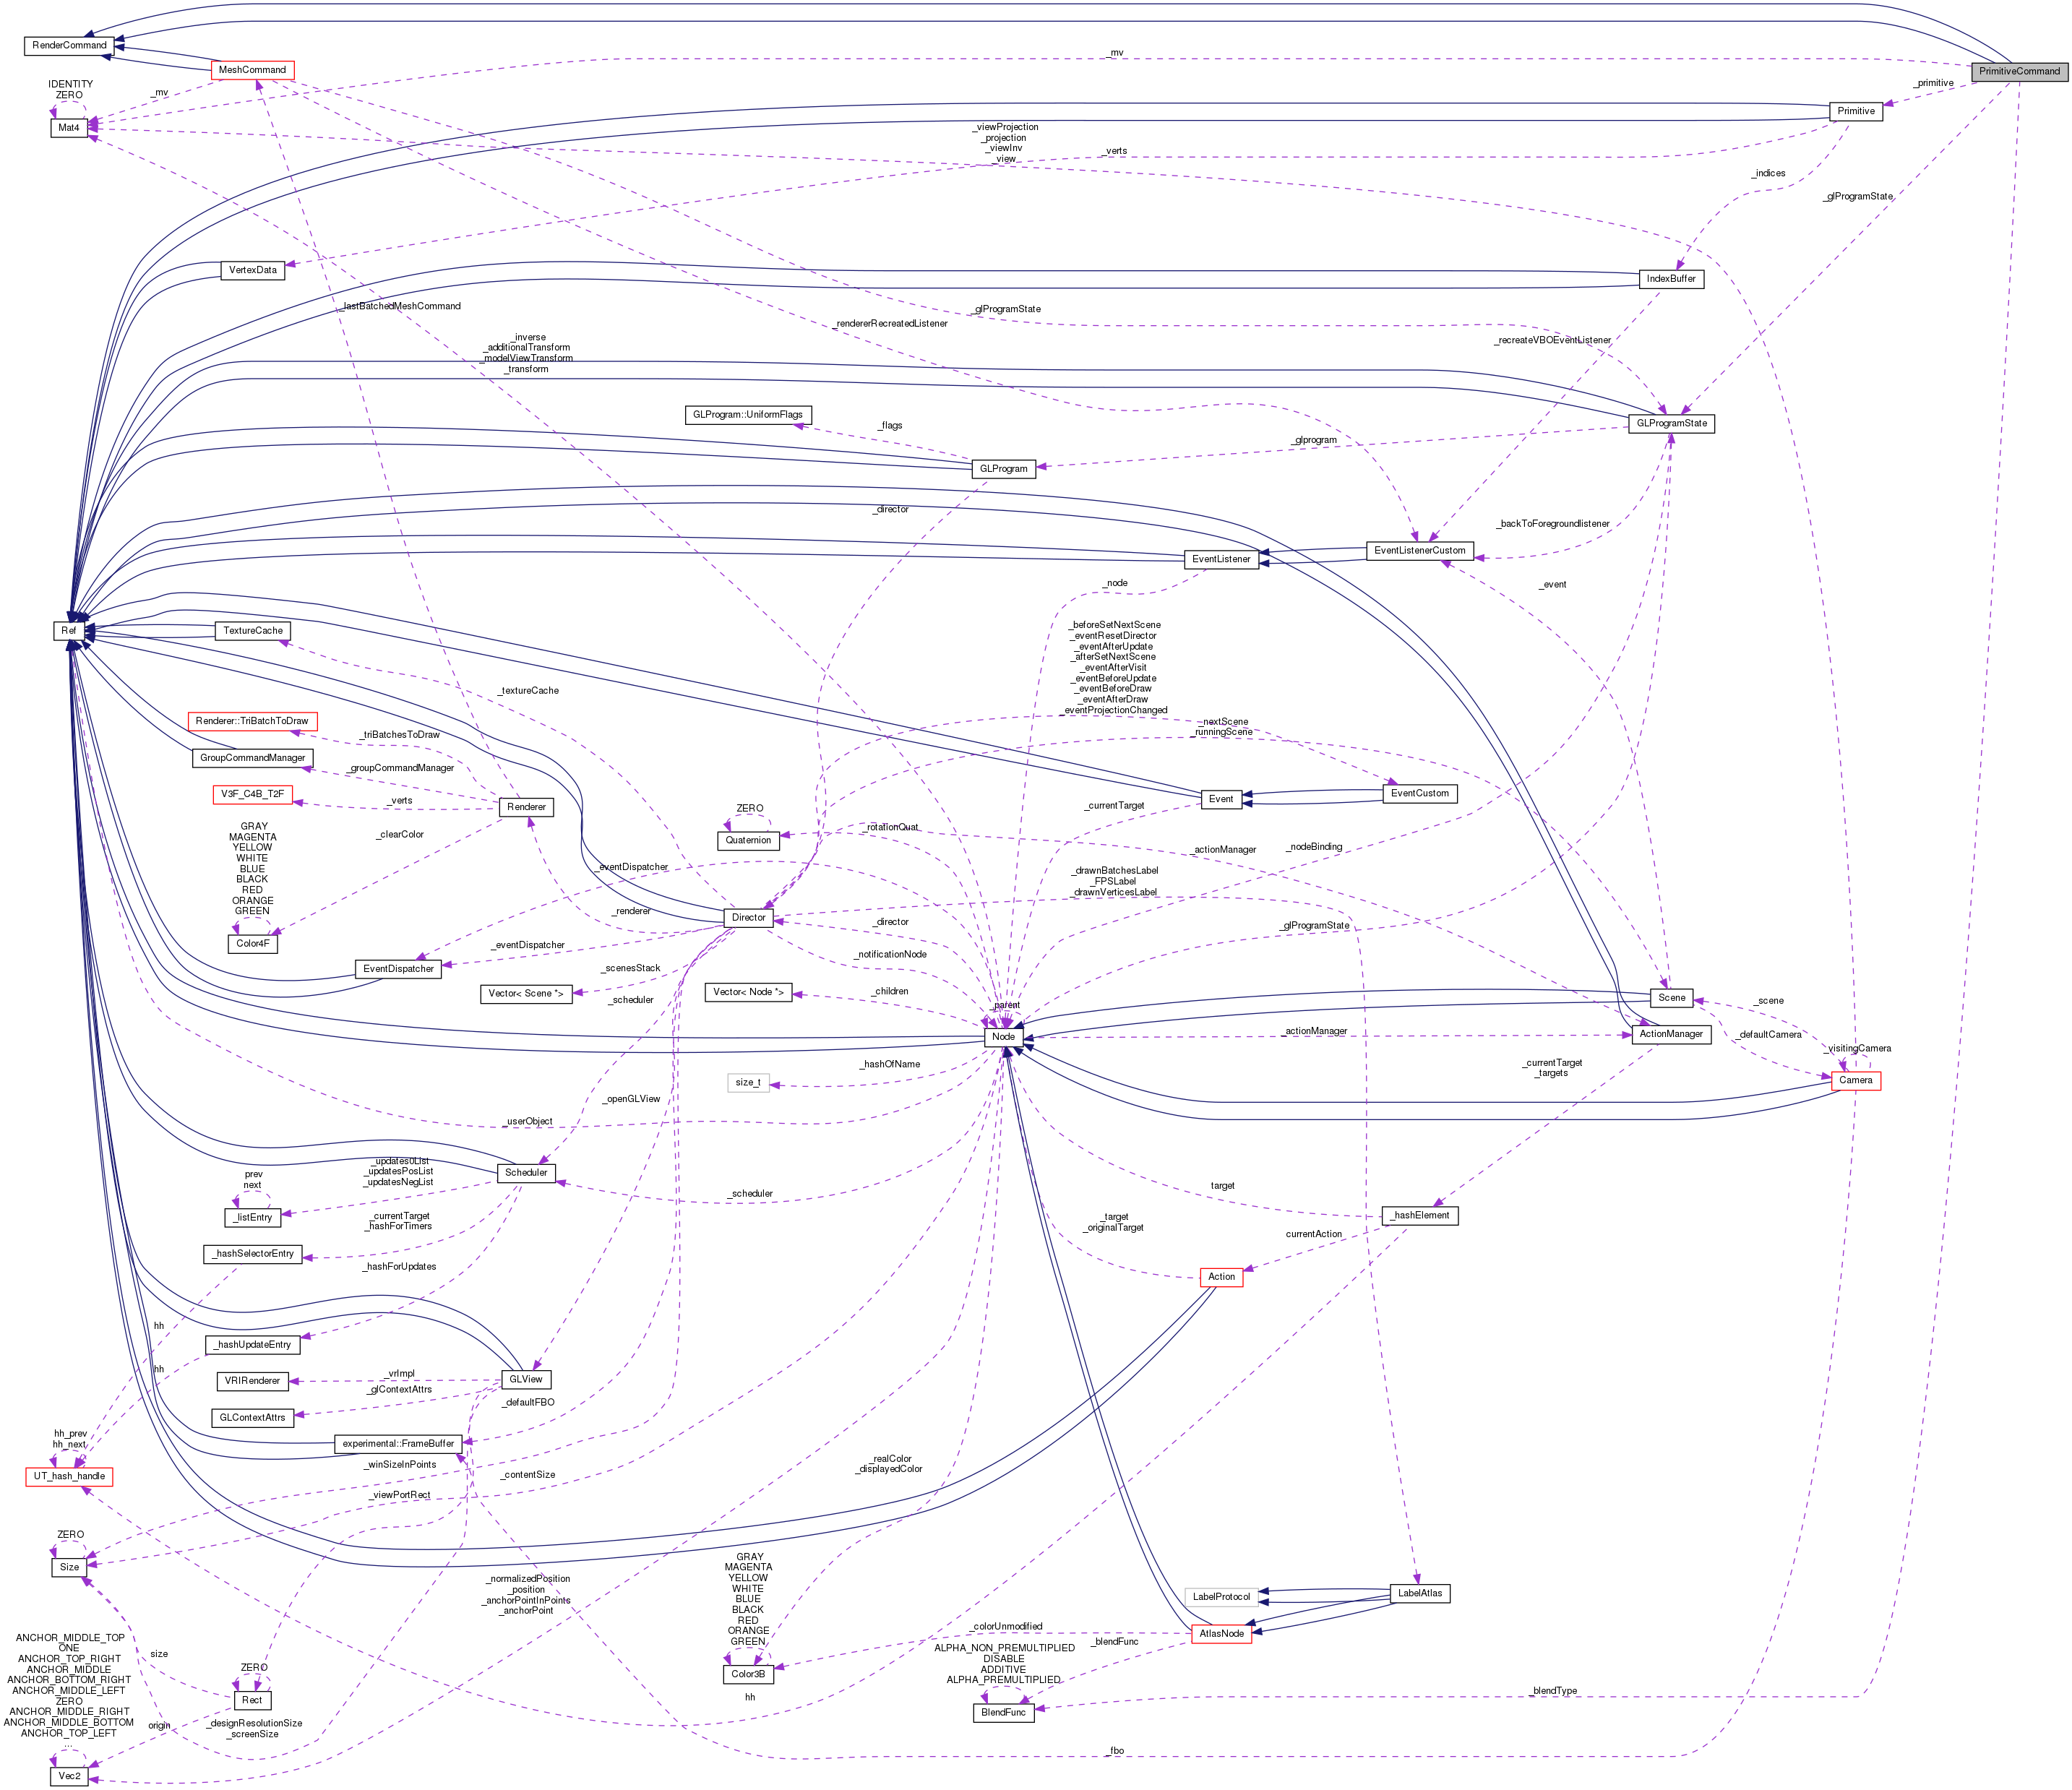 RenderCommand
_mv
MeshCommand
PrimitiveCommand
IDENTITY
ZERO
_mv
_primitive
Primitive
Mat4
_viewProjection
_projection
_viewInv
_view
_verts
_indices
_glProgramState
VertexData
IndexBuffer
_lastBatchedMeshCommand
_glProgramState
_rendererRecreatedListener
_inverse
_additionalTransform
_modelViewTransform
_transform
_recreateVBOEventListener
GLProgram::UniformFlags
_flags
GLProgramState
_glprogram
GLProgram
_director
_backToForegroundlistener
EventListenerCustom
EventListener
_node
_event
Ref
TextureCache
_beforeSetNextScene
_eventResetDirector
_eventAfterUpdate
_afterSetNextScene
_eventAfterVisit
_eventBeforeUpdate
_eventBeforeDraw
_eventAfterDraw
_eventProjectionChanged
_textureCache
Renderer::TriBatchToDraw
_triBatchesToDraw
_nextScene
_runningScene
GroupCommandManager
_groupCommandManager
V3F_C4B_T2F
_verts
Renderer
Event
EventCustom
ZERO
Quaternion
_currentTarget
_rotationQuat
_clearColor
GRAY
MAGENTA
YELLOW
WHITE
BLUE
BLACK
RED
ORANGE
GREEN
Color4F
_eventDispatcher
_actionManager
_nodeBinding
_drawnBatchesLabel
_FPSLabel
_drawnVerticesLabel
_renderer
Director
_director
_glProgramState
_eventDispatcher
_notificationNode
EventDispatcher
_scenesStack
Vector< Scene *>
_scheduler
Vector< Node *>
_children
_parent
Node
Scene
_scene
_defaultCamera
_actionManager
ActionManager
_visitingCamera
_hashOfName
size_t
_currentTarget
_targets
Camera
_openGLView
_userObject
Scheduler
_updates0List
_updatesPosList
_updatesNegList
prev
next
_listEntry
_scheduler
target
_currentTarget
_hashForTimers
_target
_originalTarget
_hashElement
_hashSelectorEntry
currentAction
_hashForUpdates
Action
hh
_hashUpdateEntry
hh
VRIRenderer
_vrImpl
GLView
_glContextAttrs
GLContextAttrs
_defaultFBO
hh_prev
hh_next
UT_hash_handle
experimental::FrameBuffer
_winSizeInPoints
_contentSize
_realColor
_displayedColor
_viewPortRect
ZERO
Size
_normalizedPosition
_position
_anchorPointInPoints
_anchorPoint
GRAY
MAGENTA
YELLOW
WHITE
BLUE
BLACK
RED
ORANGE
GREEN
Color3B
LabelProtocol
LabelAtlas
_colorUnmodified
AtlasNode
_blendFunc
ALPHA_NON_PREMULTIPLIED
DISABLE
ADDITIVE
ALPHA_PREMULTIPLIED
BlendFunc
ANCHOR_MIDDLE_TOP
ONE
ANCHOR_TOP_RIGHT
ANCHOR_MIDDLE
ANCHOR_BOTTOM_RIGHT
ANCHOR_MIDDLE_LEFT
ZERO
ANCHOR_MIDDLE_RIGHT
ANCHOR_MIDDLE_BOTTOM
ANCHOR_TOP_LEFT
...
size
ZERO
Rect
origin
_designResolutionSize
_screenSize
hh
_blendType
_fbo
Vec2